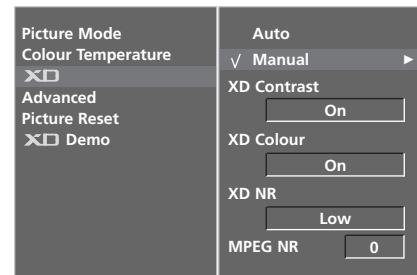 Picture Mode
Colour Temperature
XD
Advanced
Picture Reset
XD Demo
Auto
√ Manual ►
XD Contrast
On
XD Colour
On
XD NR
Low
MPEG NR 0